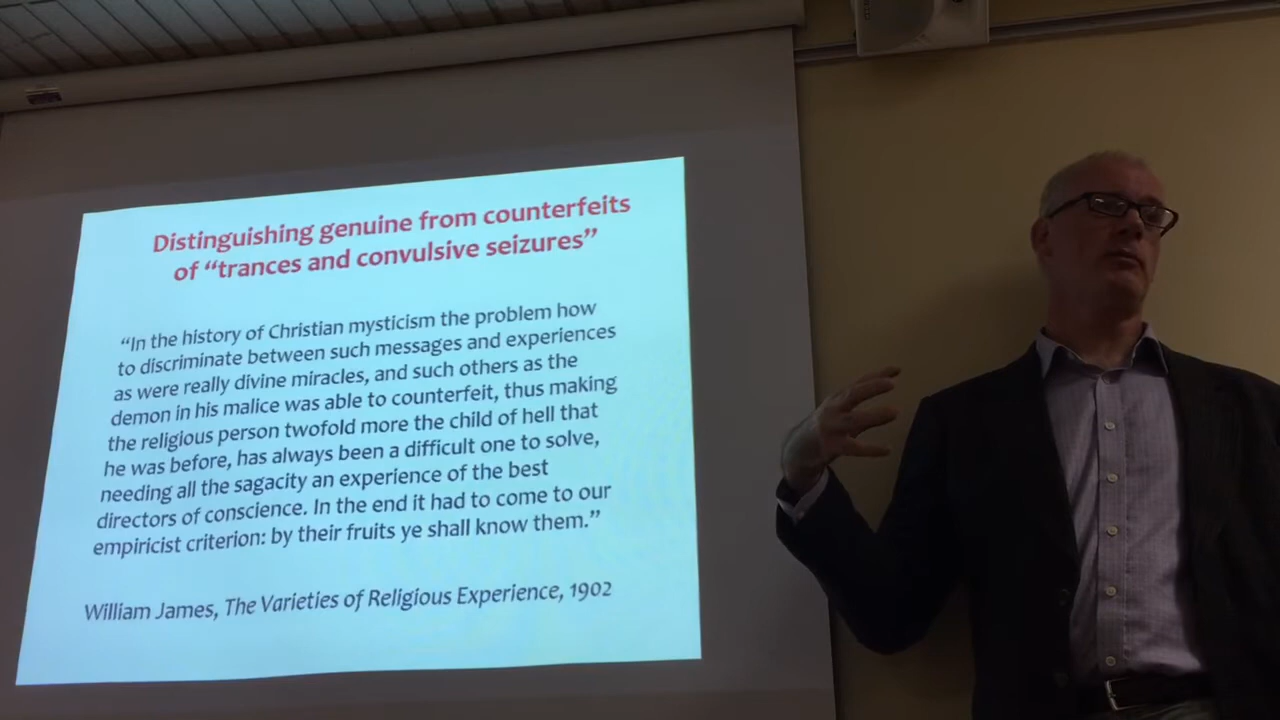 Distinguishing genuine from counterfeits
of “trances and convulsive seizures”
“In the history of Christian mysticism the problem how
to discriminate between such messages and experiences
as were really divine miracles, and such others as the
demon in his malice was able to counterfeit, thus making
the religious person twofold more the child of hell that
he was before, has always been a difficult one to solve,
needing all the sagacity an experience of the best
directors of conscience. In the end it had to come to our
empiricist criterion: by their fruits ye shall know them.”
William James, The Varieties of Religious Experience, 1902